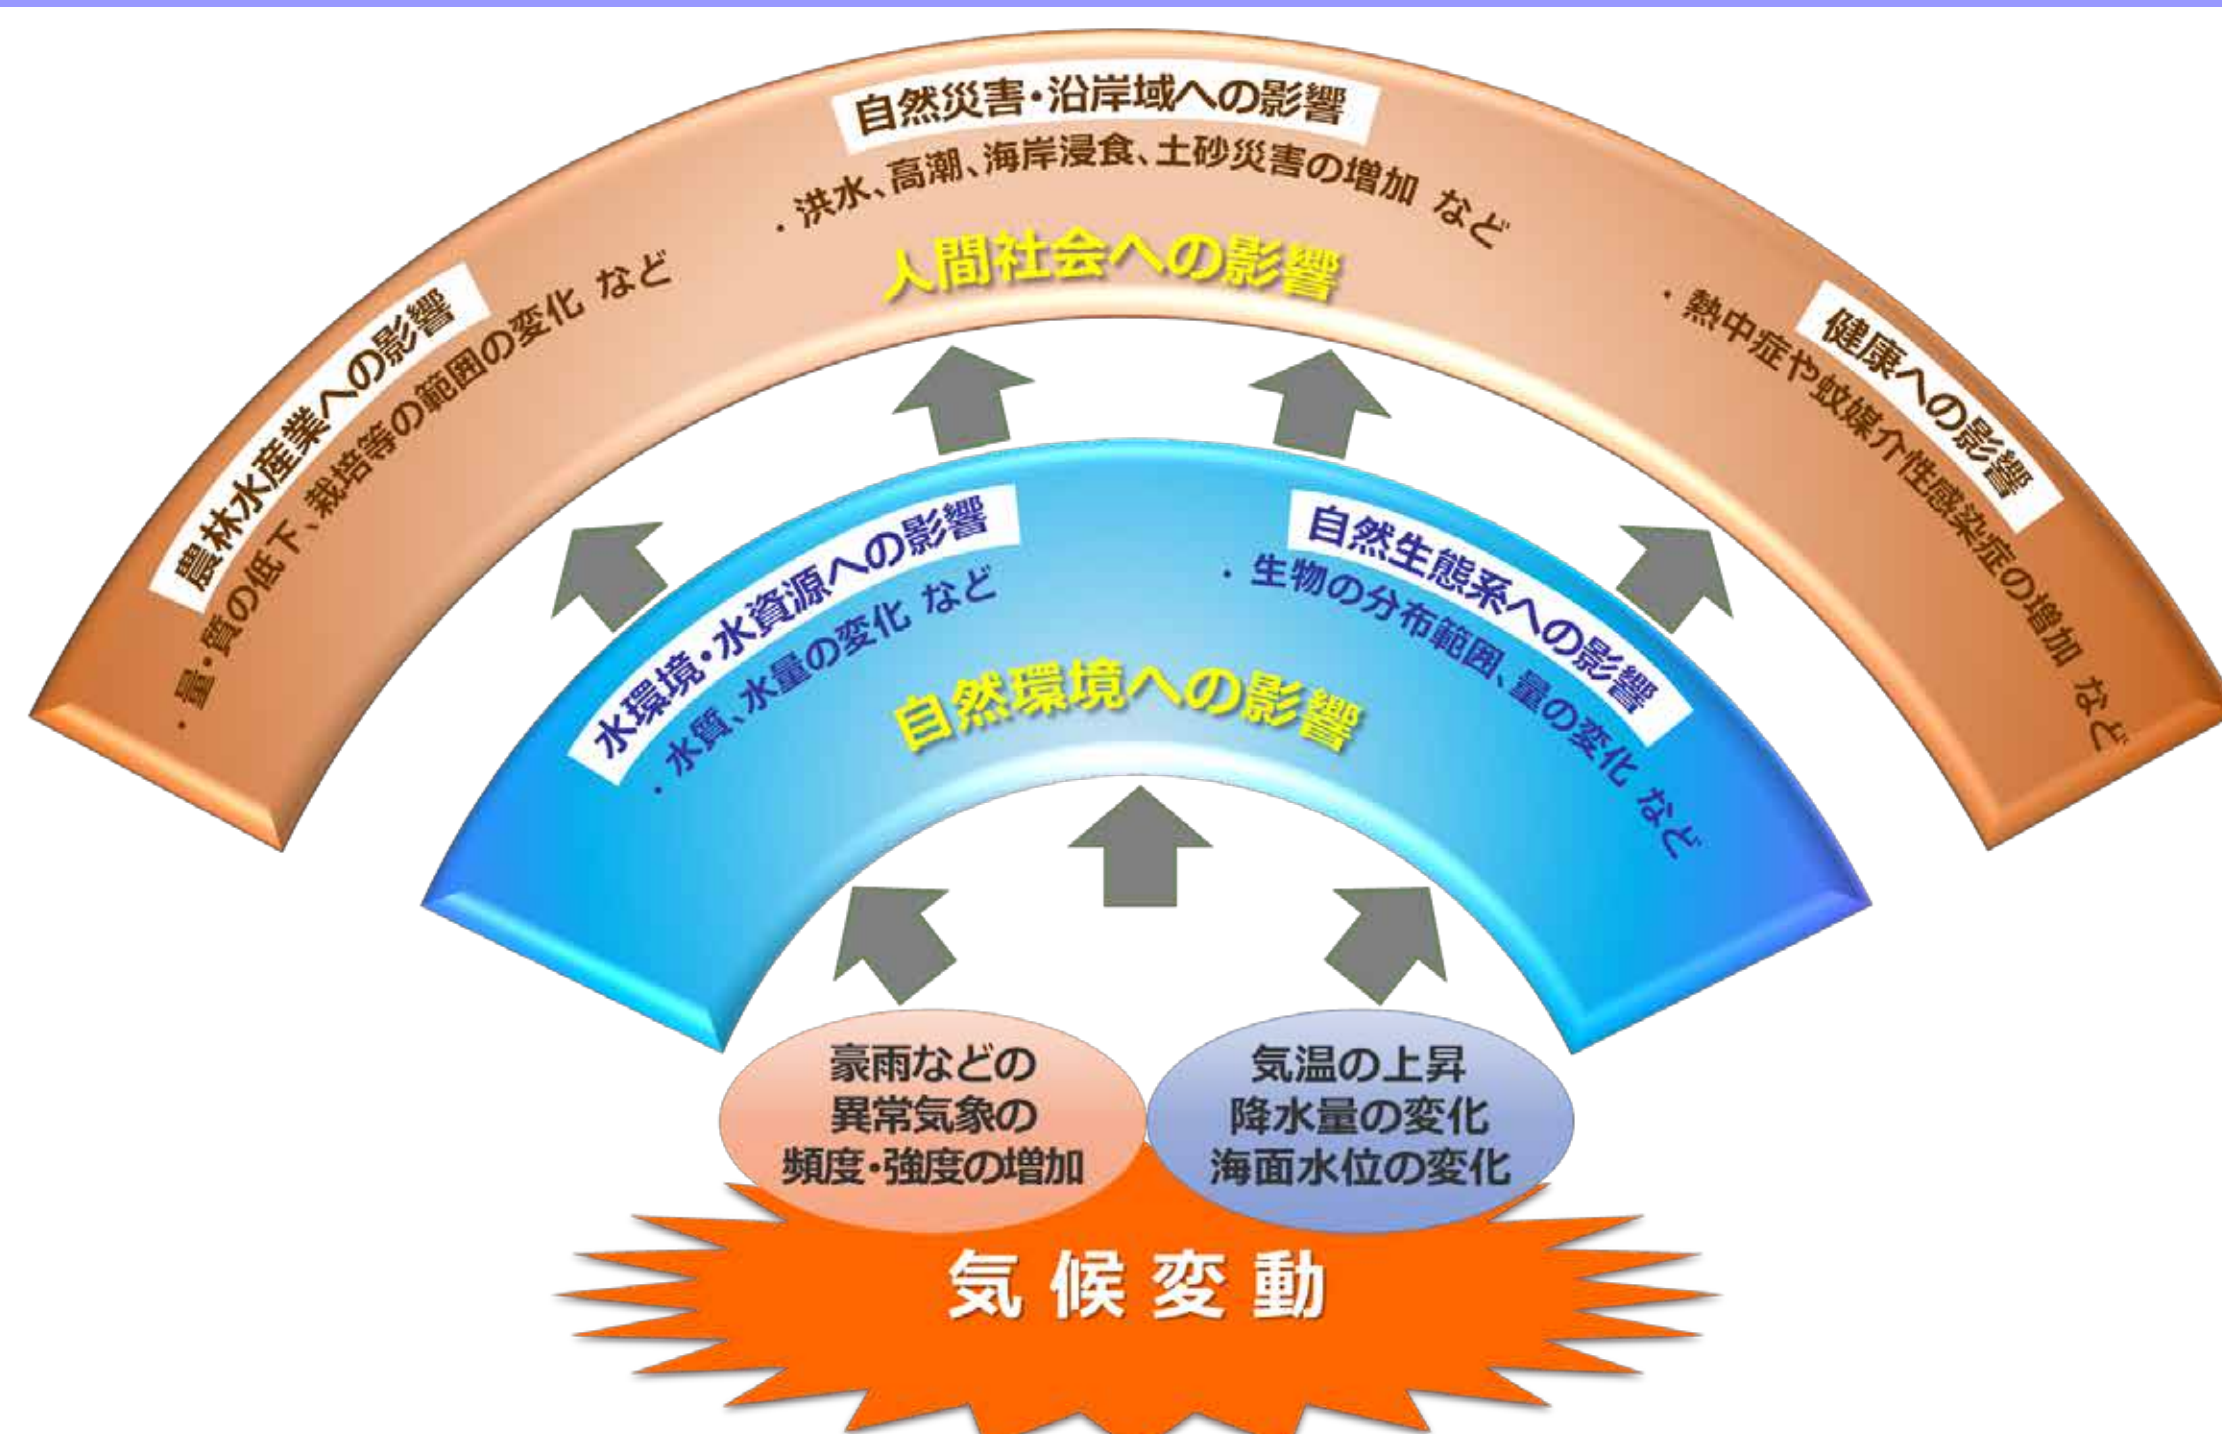 自然災害・沿岸域への影響
・洪水、高潮、海岸浸食、土砂災害の増加 など
人間社会への影響
農林水産業への影響
・量・質の低下、栽培等の範囲の変化 など
健康への影響
・熱中症や蚊媒介性感染症の増加 など
水環境・水資源への影響
・水質、水量の変化 など
自然生態系への影響
・生物の分布範囲、量の変化 など
自然環境への影響
豪雨などの
異常気象の
頻度・強度の増加
気温の上昇
降水量の変化
海面水位の変化
気候変動